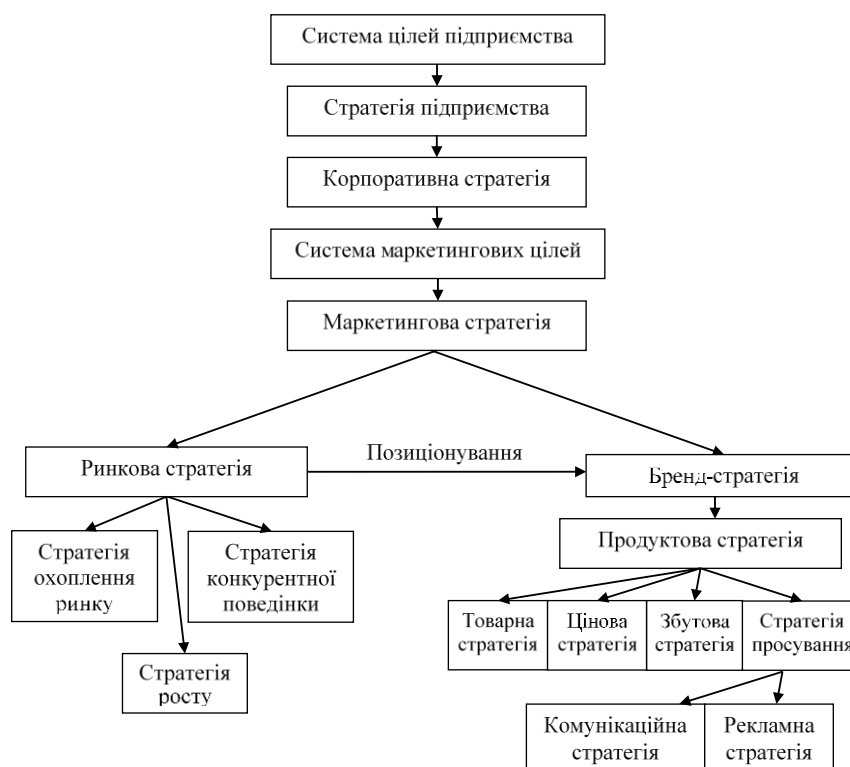 Система цілей підприємства
Стратегія підприємства
Корпоративна стратегія
Система маркетингових цілей
Маркетингова стратегія
Ринкова стратегія
Позиціонування
Бренд-стратегія
Стратегія
охоплення
ринку
Стратегія
конкурентної
поведінки
Стратегія
росту
Продуктова стратегія
Товарна
стратегія
Цінова
стратегія
Збутова
стратегія
Стратегія
просування
Комунікаційна
стратегія
Рекламна
стратегія